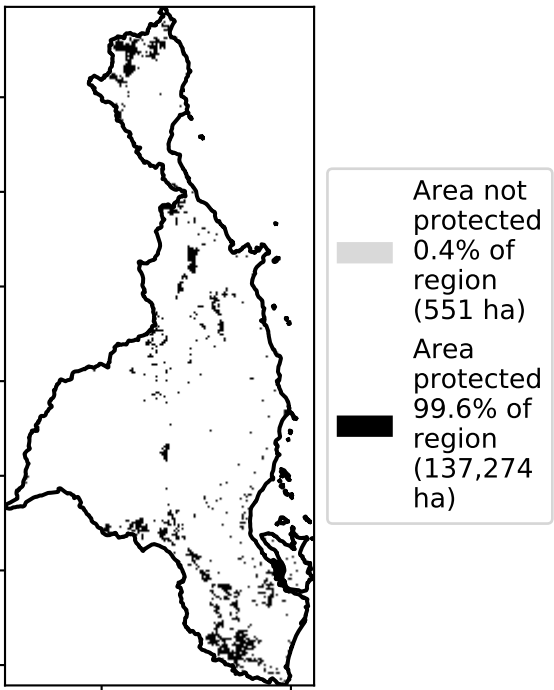 Area not
protected
0.4% of
region
(551 ha)
Area
protected
99.6% of
region
(137,274
ha)